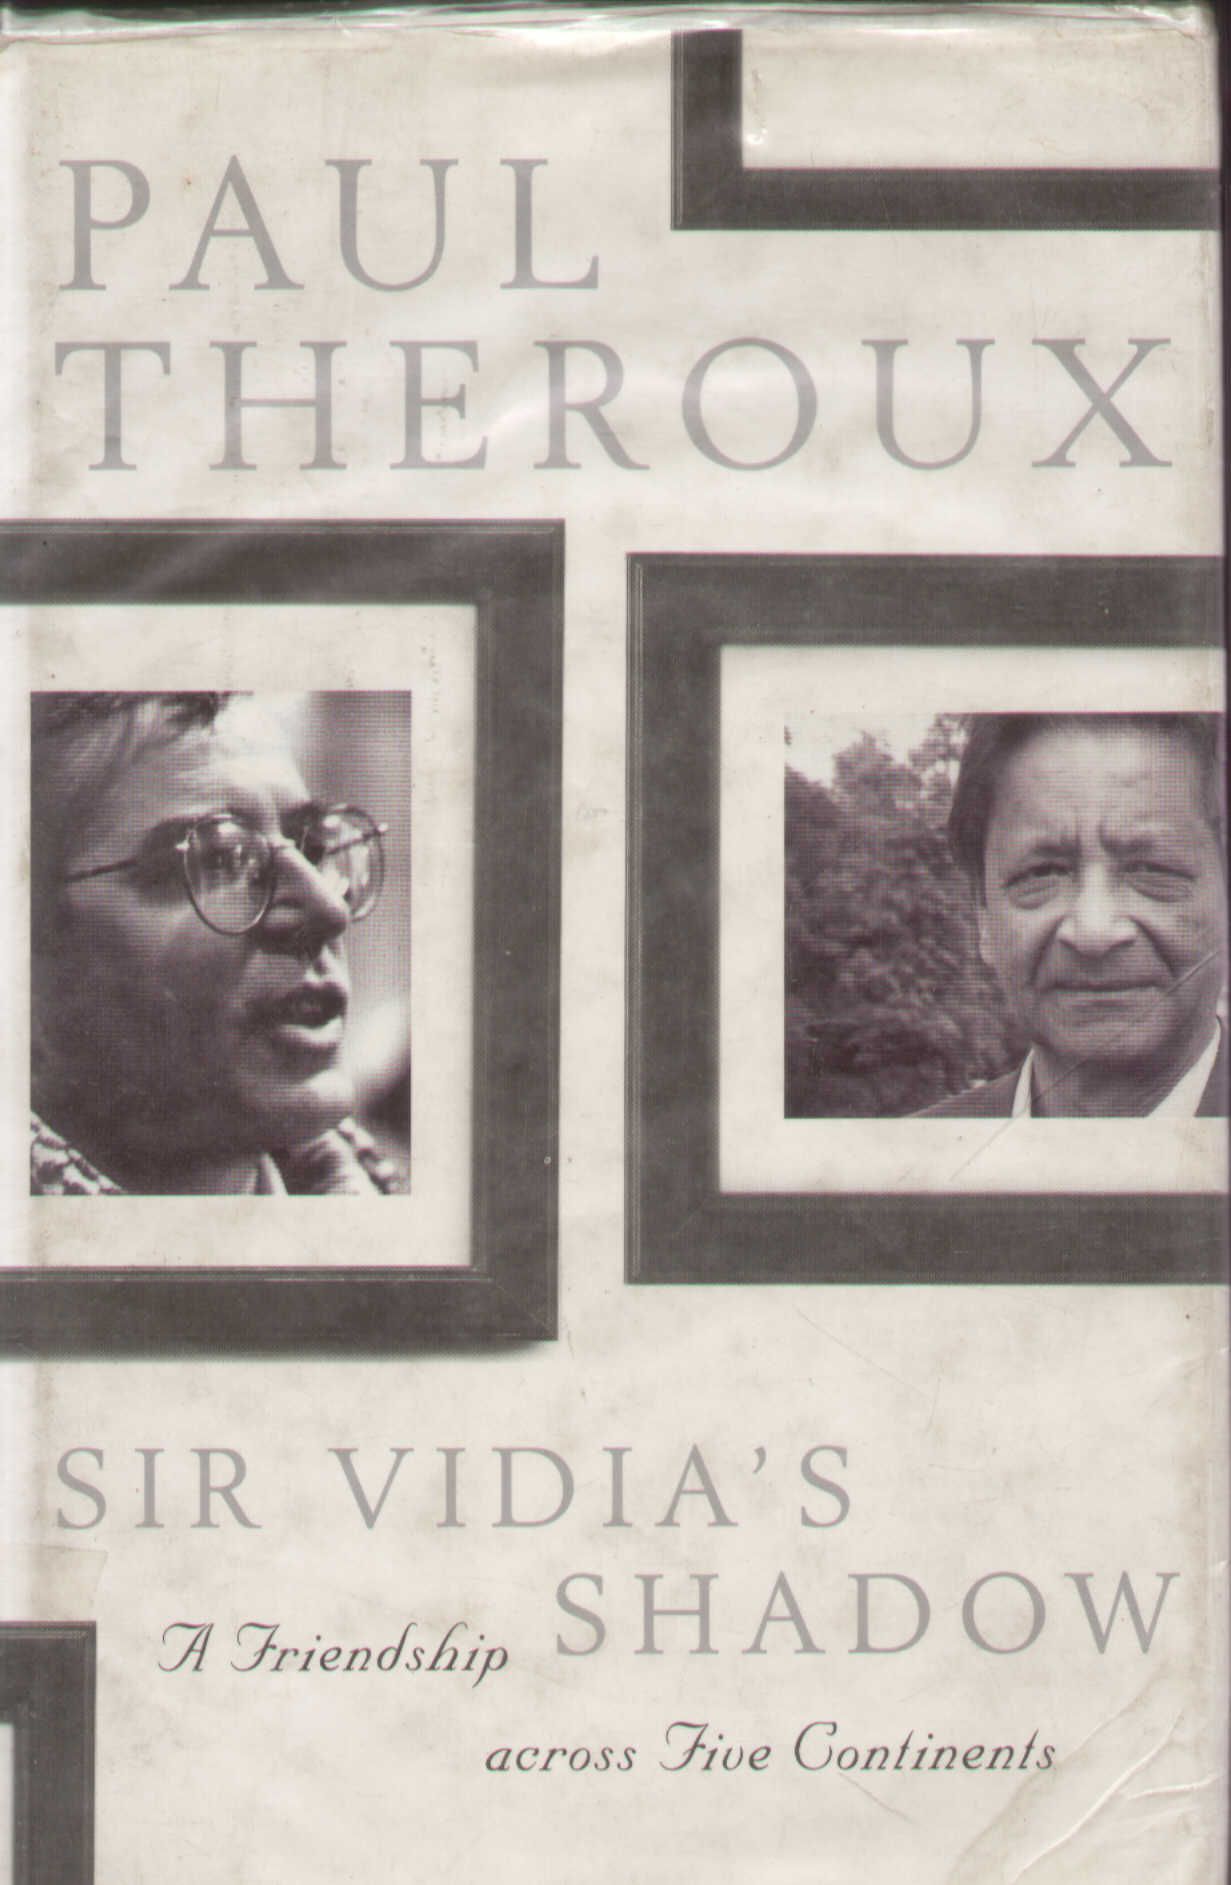 PAUL
THEROUX
SIR VIDIA'S
SHADOW
A Friendship
across Five Continents